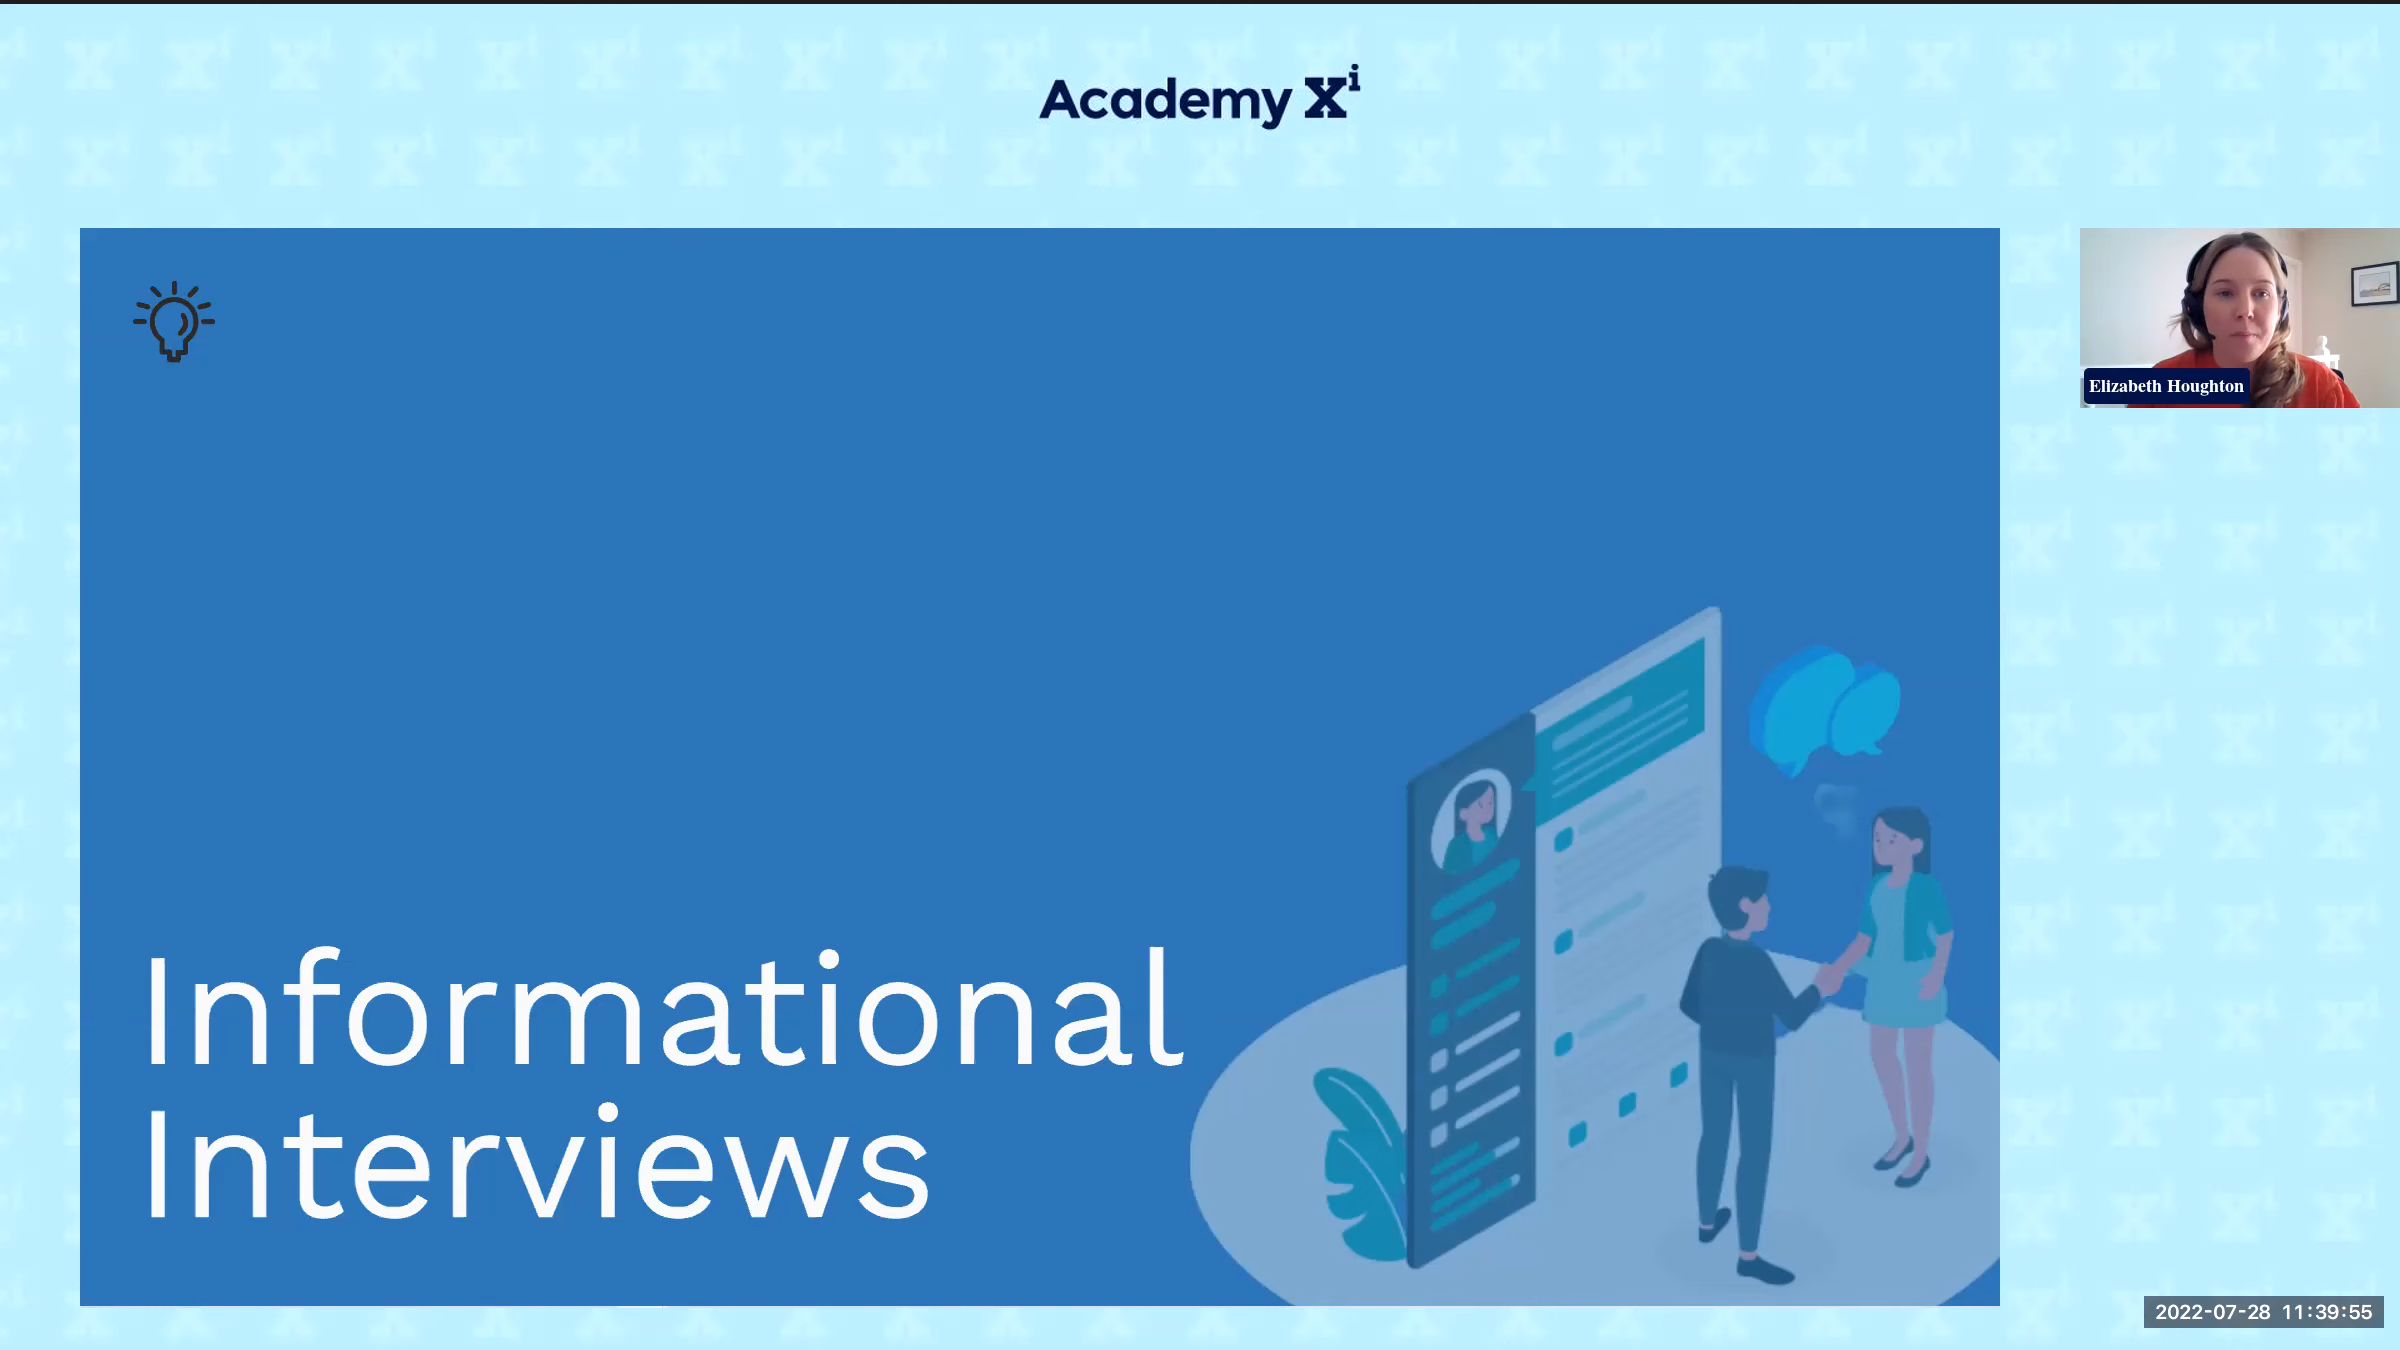 Academy Xi
Elizabeth Houghton
Informational
Interviews
2022-07-28 11:39:55